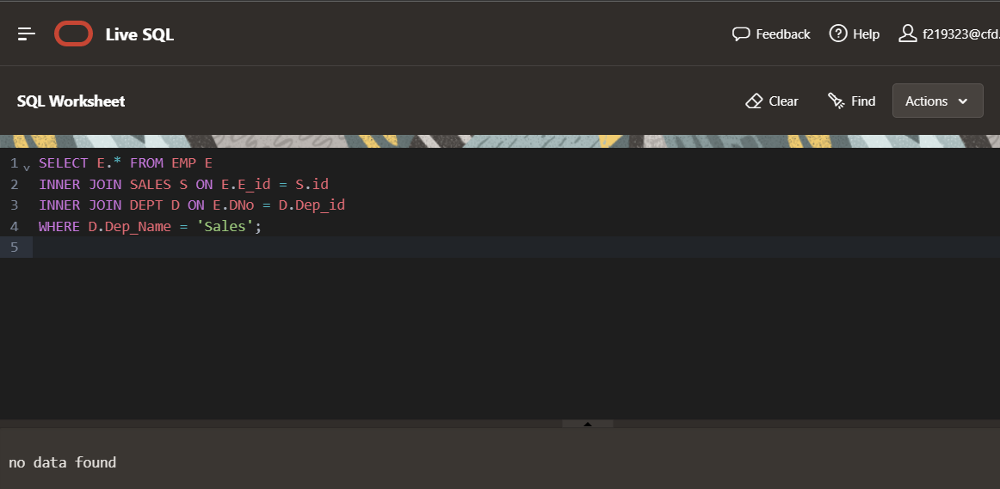 Live SQL
Feedback
Help
f219323@cfd.
SQL Worksheet
Clear
Find
Actions
1 SELECT E.* FROM EMP E
2 INNER JOIN SALES S ON E.E_id = S.id
3 INNER JOIN DEPT D ON E.DNo = D.Dep_id
4 WHERE D.Dep_Name = 'Sales';
5
no data found